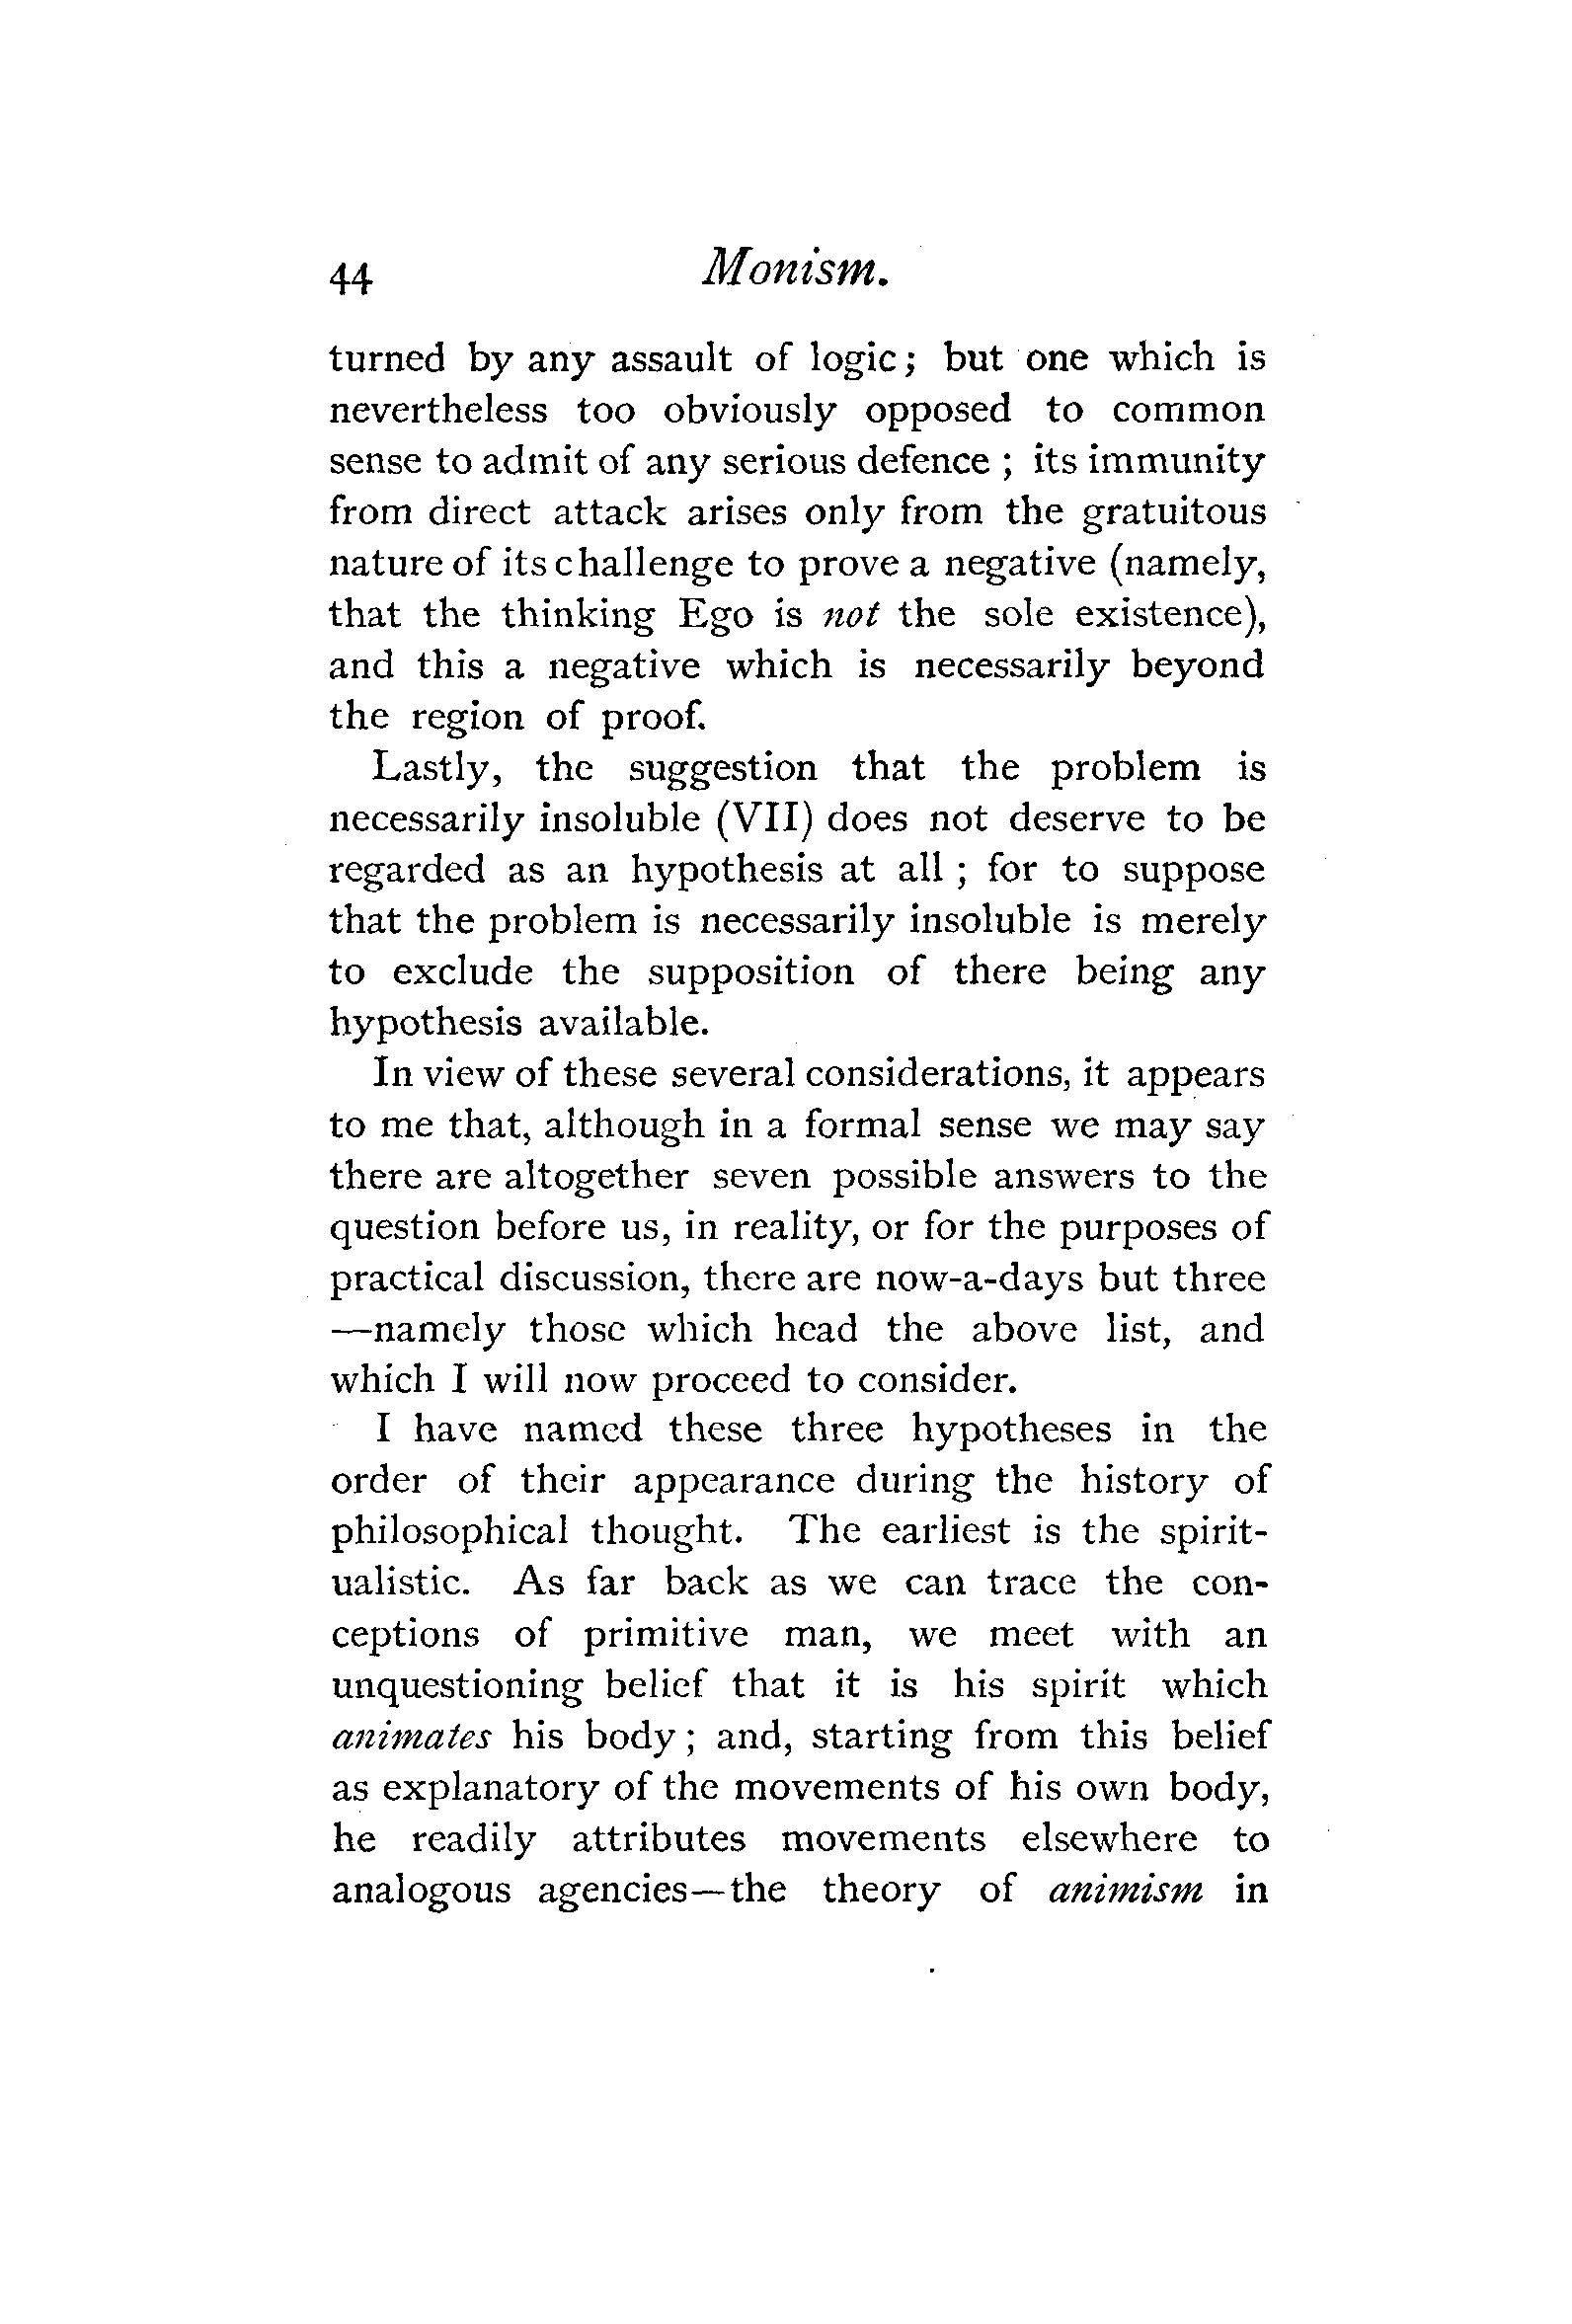 44 Monism.
turned by any assault of logic; but one which is
nevertheless too obviously opposed to common
sense to admit of any serious defence ; its immunity
from direct attack arises only from the gratuitous
nature of its challenge to prove a negative (namely,
that the thinking Ego is not the sole existence),
and this a negative which is necessarily beyond
the region of proof.
Lastly, the suggestion that the problem is
necessarily insoluble (VII) does not deserve to be
regarded as an hypothesis at all ; for to suppose
that the problem is necessarily insoluble is merely
to exclude the supposition of there being any
hypothesis available.
In view of these several considerations, it appears
to me that, although in a formal sense we may say
there are altogether seven possible answers to the
question before us, in reality, or for the purposes of
practical discussion, there are now-a-days but three
—namely those which head the above list, and
which I will now proceed to consider.
I have named these three hypotheses in the
order of their appearance during the history of
philosophical thought. The earliest is the spirit-
ualistic. As far back as we can trace the con-
ceptions of primitive man, we meet with an
unquestioning belief that it is his spirit which
animates his body; and, starting from this belief
as explanatory of the movements of his own body,
he readily attributes movements elsewhere to
analogous agencies—the theory of animism in